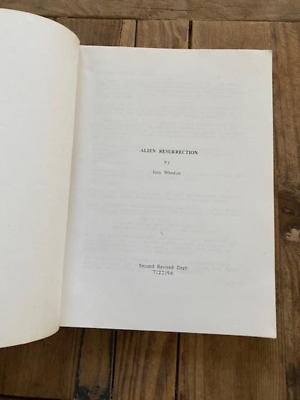 ALIEN RESURRECTION
by
Joss Whedon
Second Revised Draft